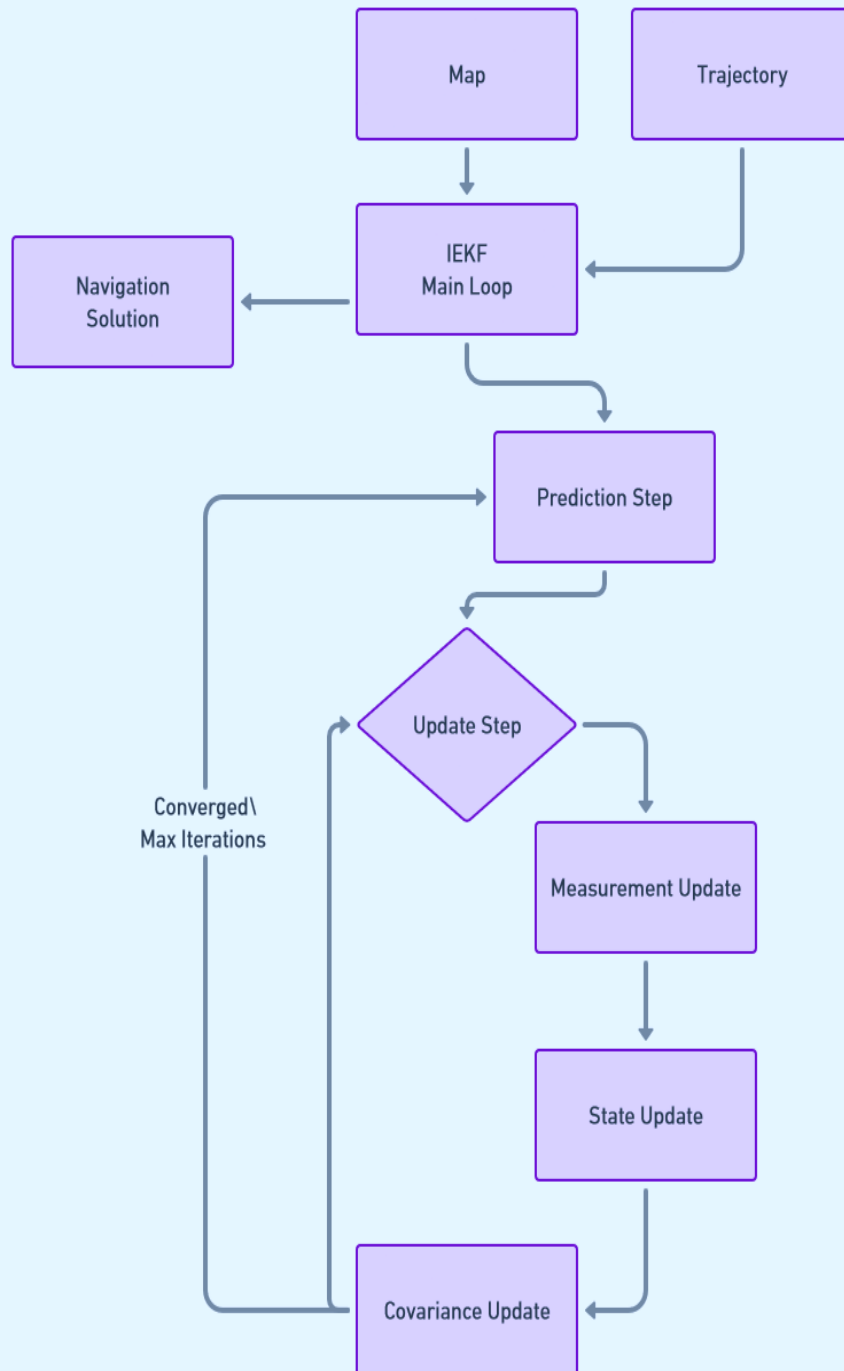 Map
Trajectory
IEKF
Main Loop
Navigation
Solution
Prediction Step
Update Step
Converged\
Max Iterations
Measurement Update
State Update
Covariance Update